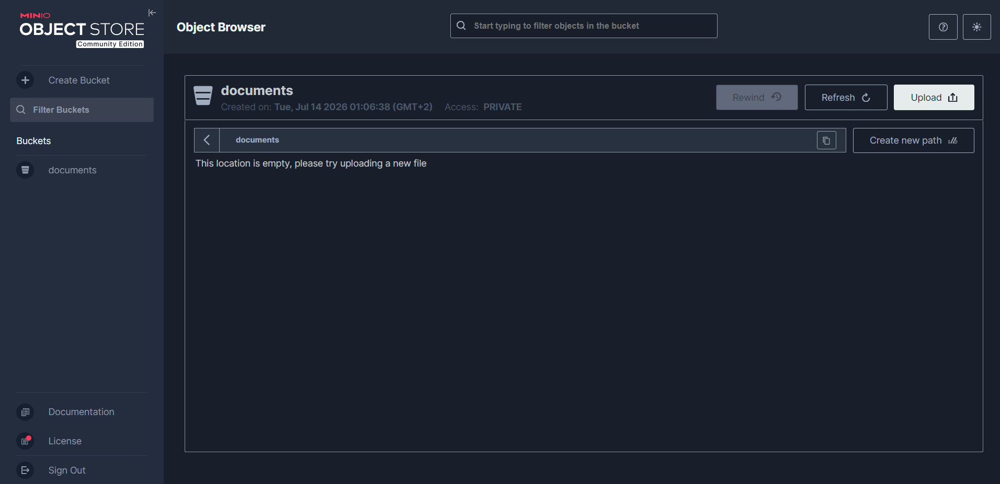 MINIO
OBJECT STORE
Community Edition
Create Bucket
Filter Buckets
Buckets
documents
Documentation
License
Sign Out
Object Browser
Start typing to filter objects in the bucket
documents
Created on: Tue, Jul 14 2026 01:06:38 (GMT+2) Access: PRIVATE
Rewind
Refresh
Upload
documents
Create new path
This location is empty, please try uploading a new file